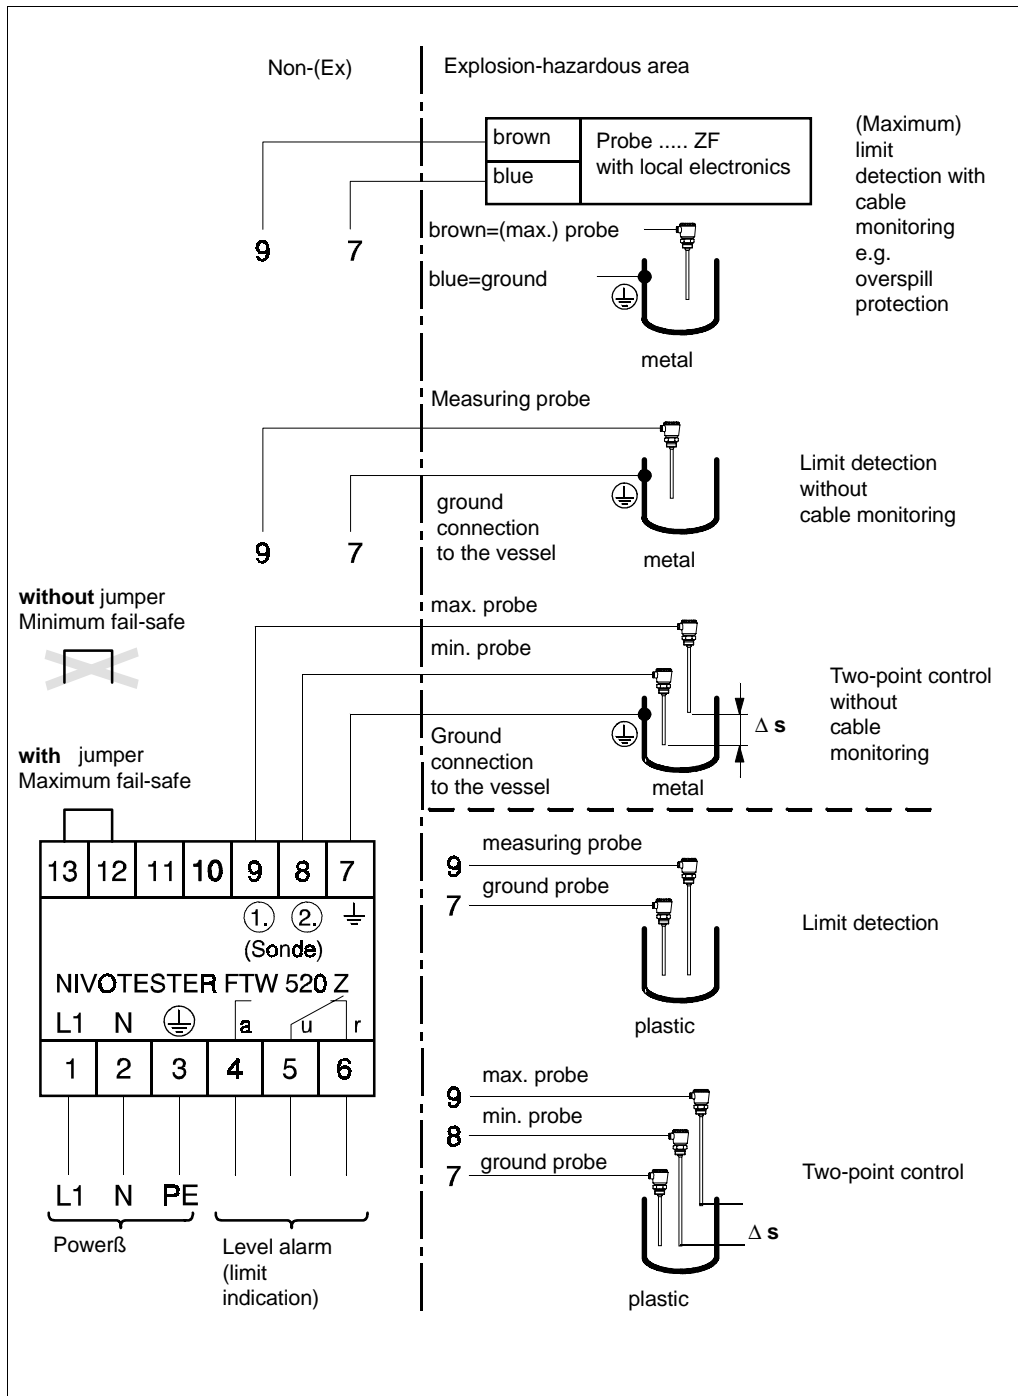 Non-(Ex)
Explosion-hazardous area
brown
blue
Probe ..... ZF
with local electronics
(Maximum)
limit
detection with
cable
monitoring
e.g.
overspill
protection
9
7
brown=(max.) probe
blue=ground
metal
Measuring probe
ground
connection
to the vessel
9
7
metal
Limit detection
without
cable monitoring
without jumper
Minimum fail-safe
with jumper
Maximum fail-safe
max. probe
min. probe
Ground
connection
to the vessel
Δ s
metal
Two-point control
without
cable
monitoring
13 12 11 10 9 8 7
1. 2.
(Sonde)
NIVOTESTER FTW 520 Z
L1 N a u r
1 2 3 4 5 6
L1 N PE
Powerß
Level alarm
(limit
indication)
measuring probe
9
ground probe
7
plastic
Limit detection
max. probe
9
min. probe
8
ground probe
7
Δ s
plastic
Two-point control